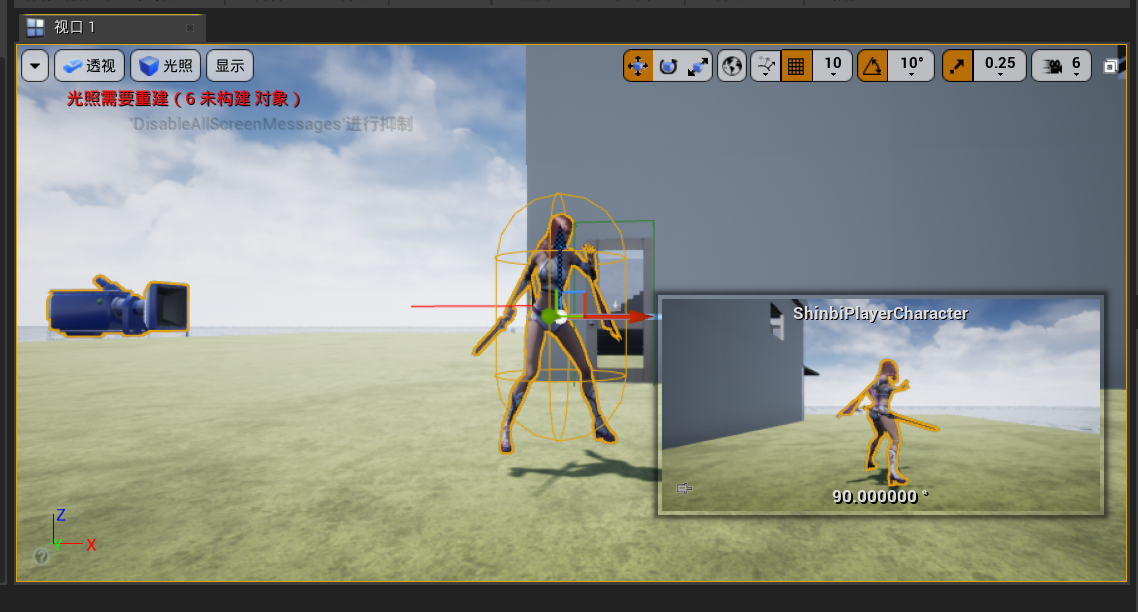 视口 1
透视 光照 显示 10 10° 0.25 6
光照需要重建 ( 6 未构建 对象 )
'DisableAllScreenMessages'进行抑制
ShinbiPlayerCharacter
90.000000 °
Z
Y X
?